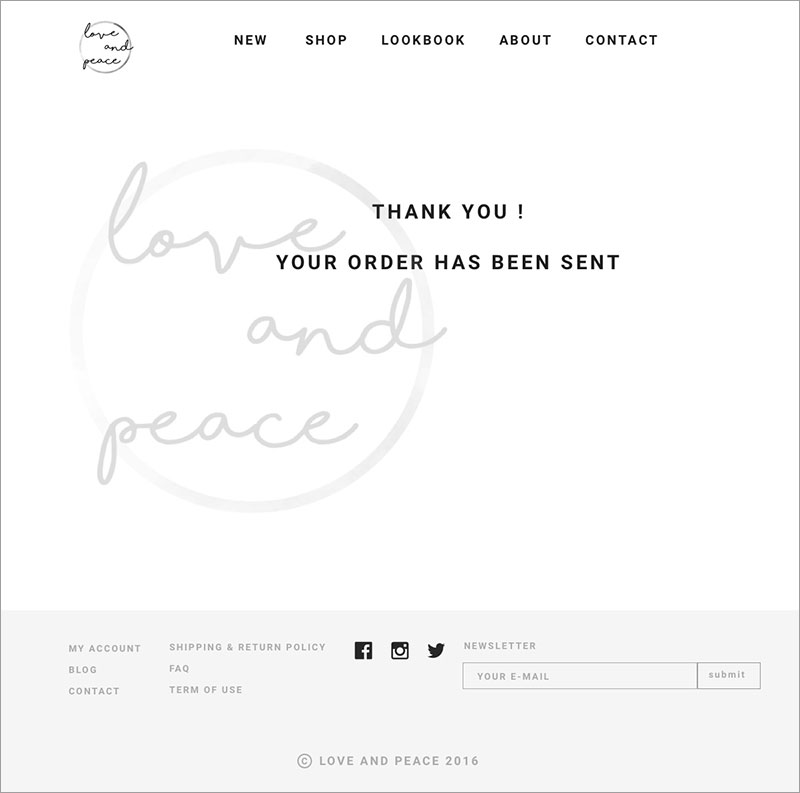 love
and
peace
NEW SHOP LOOKBOOK ABOUT CONTACT
love
and
peace
THANK YOU !
YOUR ORDER HAS BEEN SENT
MY ACCOUNT
BLOG
CONTACT
SHIPPING & RETURN POLICY
FAQ
TERM OF USE
NEWSLETTER
YOUR E-MAIL submit
© LOVE AND PEACE 2016